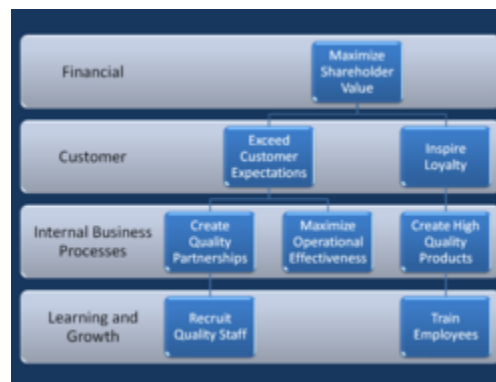 Financial
Maximize
Shareholder
Value
Customer
Exceed
Customer
Expectations
Inspire
Loyalty
Internal Business
Processes
Create
Quality
Partnerships
Maximize
Operational
Effectiveness
Create High
Quality
Products
Learning and
Growth
Recruit
Quality Staff
Train
Employees